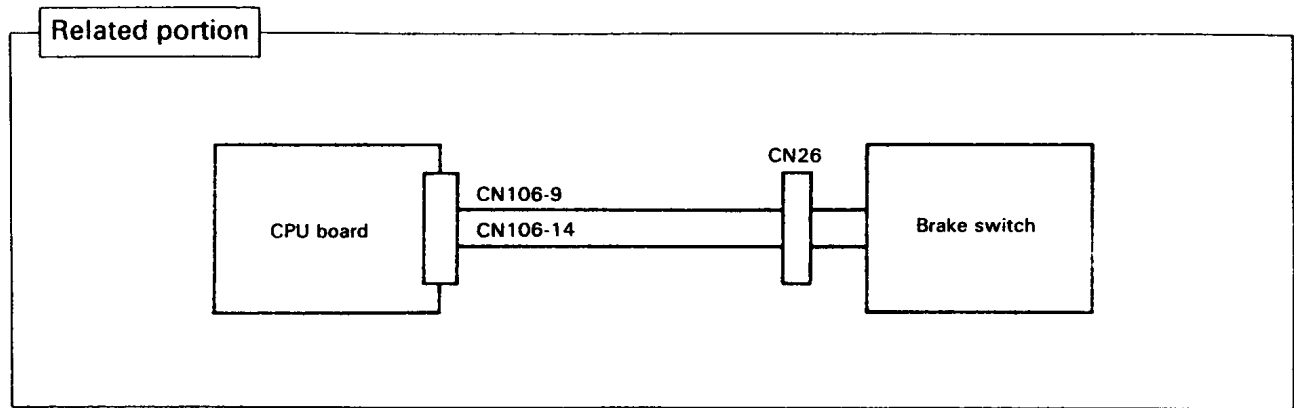 Related portion
CN26
CN106-9
CPU board
CN106-14
Brake switch